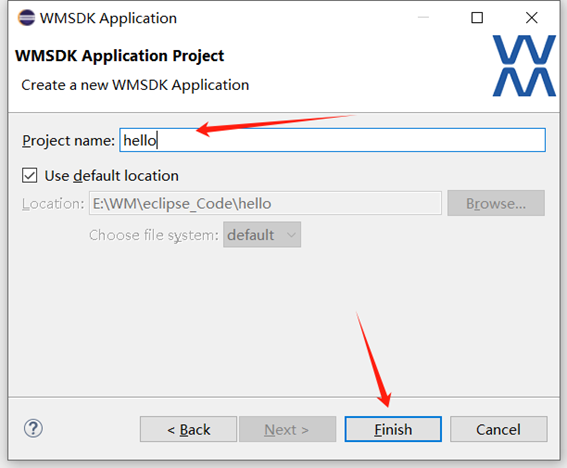 WMSDK Application
WMSDK Application Project
Create a new WMSDK Application
Project name: hello
Use default location
Location: E:\WM\eclipse_Code\hello Browse...
Choose file system: default
? < Back Next > Finish Cancel